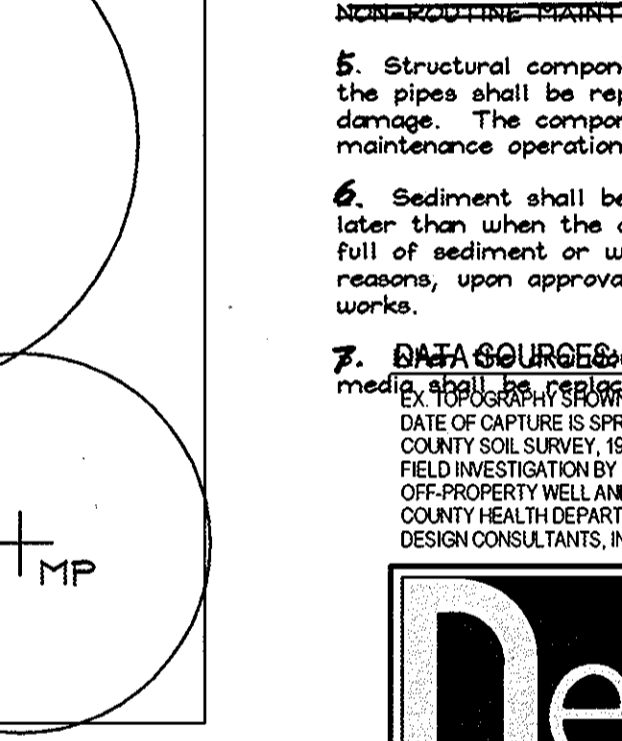 NON-ROUTINE MAINT
5. Structural compon
the pipes shall be rep
damage. The compor
maintenance operation
6. Sediment shall be
later than when the
full of sediment or w
reasons, upon approva
works.
7. DATA SOURCES:
media shall be replac
EX. TOPOGRAPHY SHOWN
DATE OF CAPTURE IS SPR
COUNTY SOIL SURVEY, 19
FIELD INVESTIGATION BY
OFF-PROPERTY WELL AN
COUNTY HEALTH DEPART
DESIGN CONSULTANTS, IN
MP
De